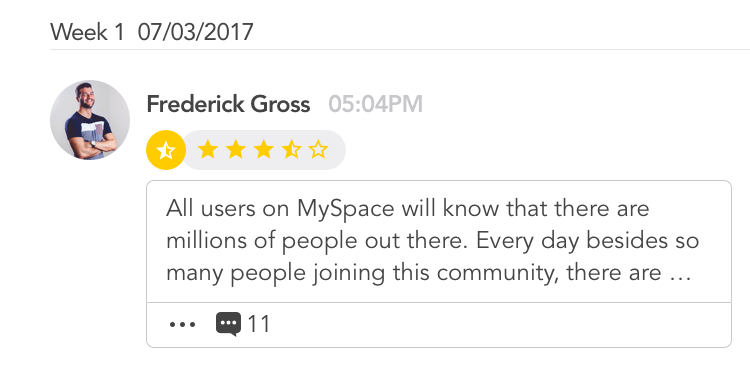 Week 1 07/03/2017
Frederick Gross 05:04PM
All users on MySpace will know that there are
millions of people out there. Every day besides so
many people joining this community, there are …
11